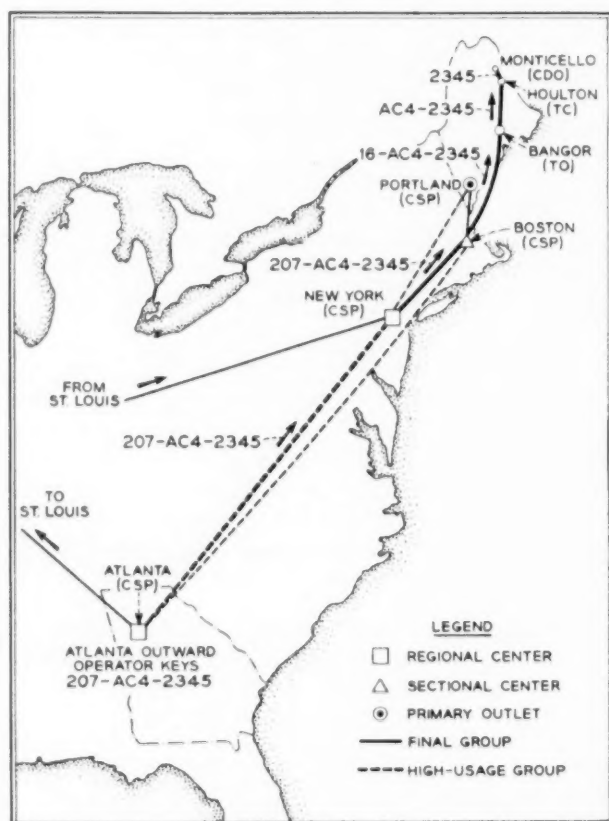 MONTICELLO
(CDO)
2345
HOULTON
(TC)
AC4-2345
16-AC4-2345
BANGOR
(TO)
PORTLAND
(CSP)
BOSTON
(CSP)
207-AC4-2345
NEW YORK
(CSP)
FROM
ST. LOUIS
207-AC4-2345
TO
ST. LOUIS
ATLANTA
(CSP)
ATLANTA OUTWARD
OPERATOR KEYS
207-AC4-2345
LEGEND
REGIONAL CENTER
SECTIONAL CENTER
PRIMARY OUTLET
FINAL GROUP
HIGH-USAGE GROUP